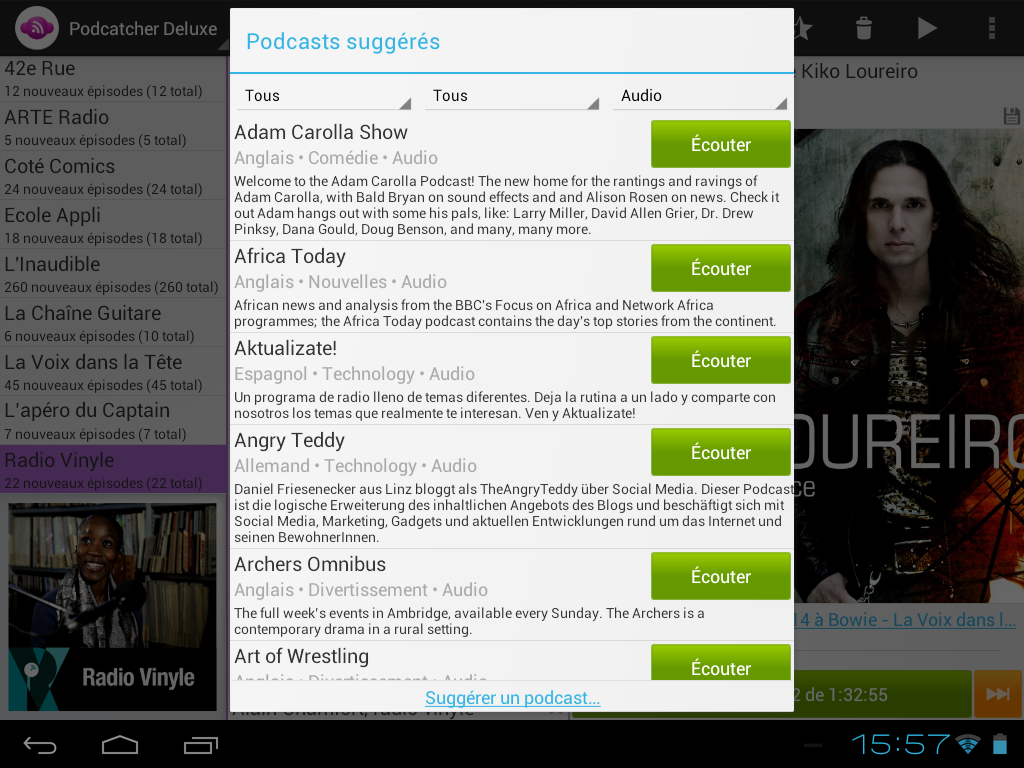 Podcatcher Deluxe
42e Rue
12 nouveaux épisodes (12 total)
ARTE Radio
5 nouveaux épisodes (5 total)
Coté Comics
24 nouveaux épisodes (24 total)
Ecole Appli
18 nouveaux épisodes (18 total)
L'Inaudible
260 nouveaux épisodes (260 total)
La Chaîne Guitare
6 nouveaux épisodes (10 total)
La Voix dans la Tête
45 nouveaux épisodes (45 total)
L'apéro du Captain
7 nouveaux épisodes (7 total)
Radio Vinyle
22 nouveaux épisodes (22 total)
Radio Vinyle
Podcasts suggérés
Tous
Tous
Audio
Adam Carolla Show
Écouter
Anglais • Comédie • Audio
Welcome to the Adam Carolla Podcast! The new home for the rantings and ravings of
Adam Carolla, with Bald Bryan on sound effects and and Alison Rosen on news. Check it
out Adam hangs out with some his pals, like: Larry Miller, David Allen Grier, Dr. Drew
Pinksy, Dana Gould, Doug Benson, and many, many more.
Africa Today
Écouter
Anglais • Nouvelles • Audio
African news and analysis from the BBC's Focus on Africa and Network Africa
programmes; the Africa Today podcast contains the day's top stories from the continent.
Aktualizate!
Écouter
Espagnol • Technology • Audio
Un programa de radio lleno de temas diferentes. Deja la rutina a un lado y comparte con
nosotros los temas que realmente te interesan. Ven y Aktualizate!
Angry Teddy
Écouter
Allemand • Technology • Audio
Daniel Friesenecker aus Linz bloggt als TheAngryTeddy über Social Media. Dieser Podcast
ist die logische Erweiterung des inhaltlichen Angebots des Blogs und beschäftigt sich mit
Social Media, Marketing, Gadgets und aktuellen Entwicklungen rund um das Internet und
seinen BewohnerInnen.
Archers Omnibus
Écouter
Anglais • Divertissement • Audio
The full week's events in Ambridge, available every Sunday. The Archers is a
contemporary drama in a rural setting.
Art of Wrestling
Écouter
Anglais • Divertissement • Audio
Suggérer un podcast...
Kiko Loureiro
OUREIRO
ce
14 à Bowie - La Voix dans l...
2 de 1:32:55
Alain Chamfort, radio Vinyle
15:57